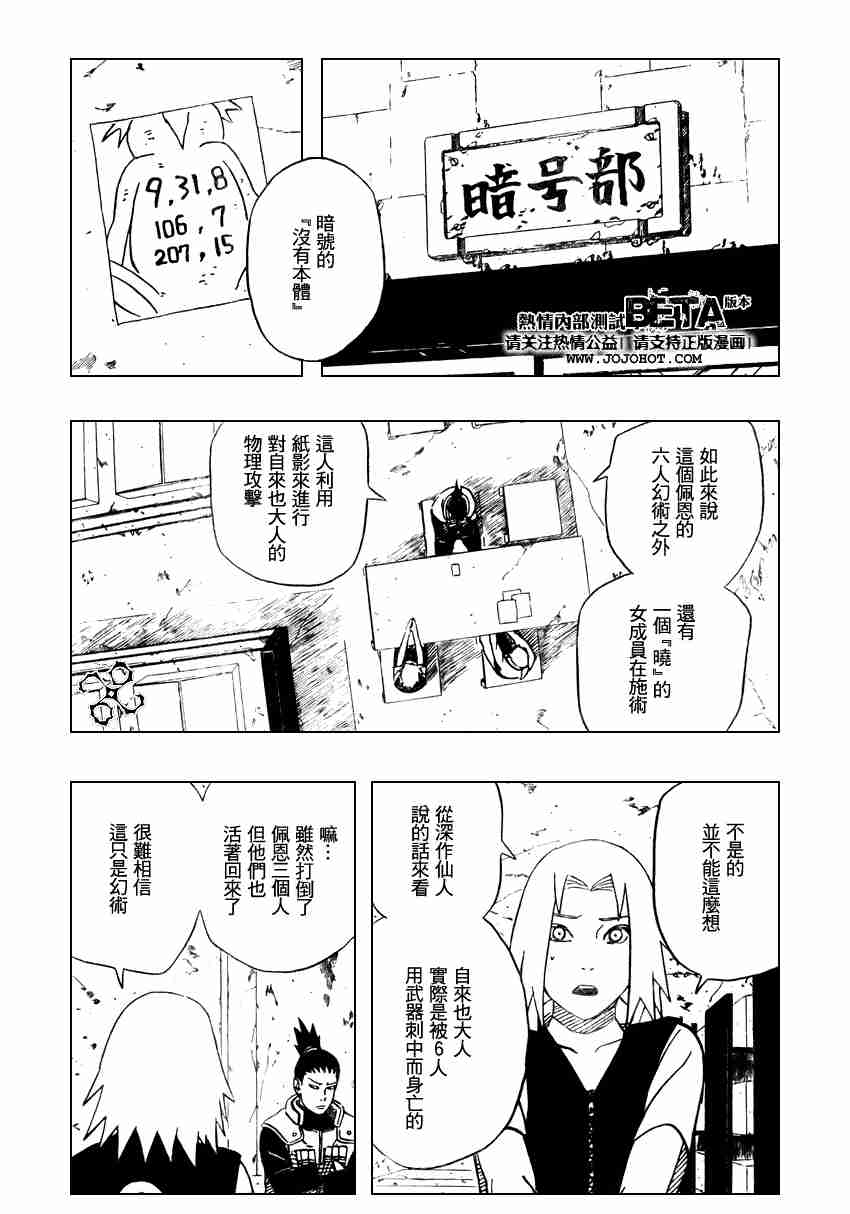 暗号部
熱情內部測試BETA版本
请关注热情公益 请支持正版漫画
WWW.JOJOHOT.COM
暗號的
『沒有本體』
9,31,8
106,7
207,15
如此來說
這個佩恩的
六人幻術之外
還有
一個『曉』的
女成員在施術
這人利用
紙影來進行
對自來也大人的
物理攻擊
不是的
並不能這麼想
從深作仙人
說的話來看
自來也大人
實際是被6人
用武器刺中而身亡的
嘛…
雖然打倒了
佩恩三個人
但他們也
活著回來了
很難相信
這只是幻術